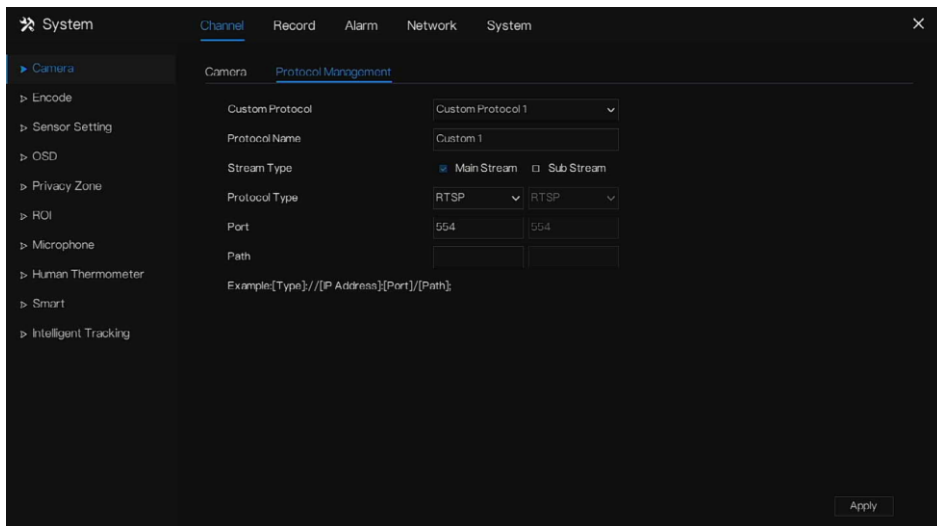 System
Channel Record Alarm Network System
Camera
Encode
Sensor Setting
OSD
Privacy Zone
ROI
Microphone
Human Thermometer
Smart
Intelligent Tracking
Camera Protocol Management
Custom Protocol Custom Protocol 1
Protocol Name Custom 1
Stream Type Main Stream Sub Stream
Protocol Type RTSP RTSP
Port 554 554
Path
Example:[Type]://[IP Address]:[Port]/[Path];
Apply